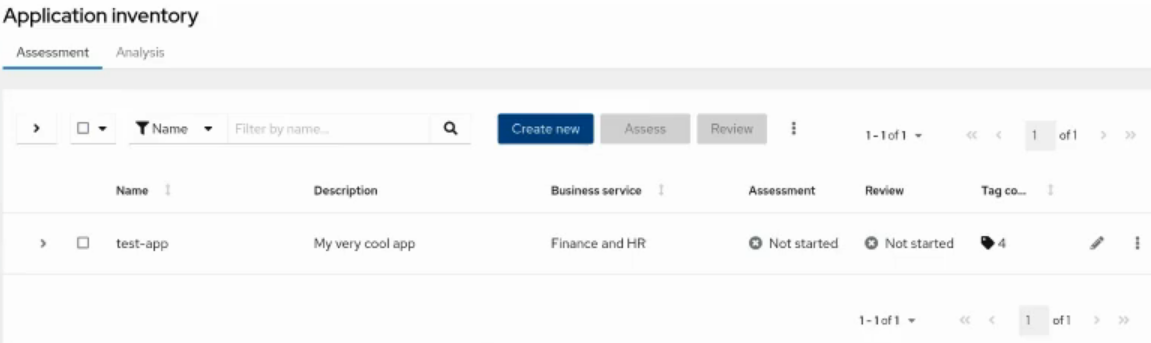 Application inventory
Assessment Analysis
Name Filter by name... Create new Assess Review 1-1 of 1 1 of 1
Name Description Business service Assessment Review Tag co...
test-app My very cool app Finance and HR Not started Not started 4
1-1 of 1 1 of 1